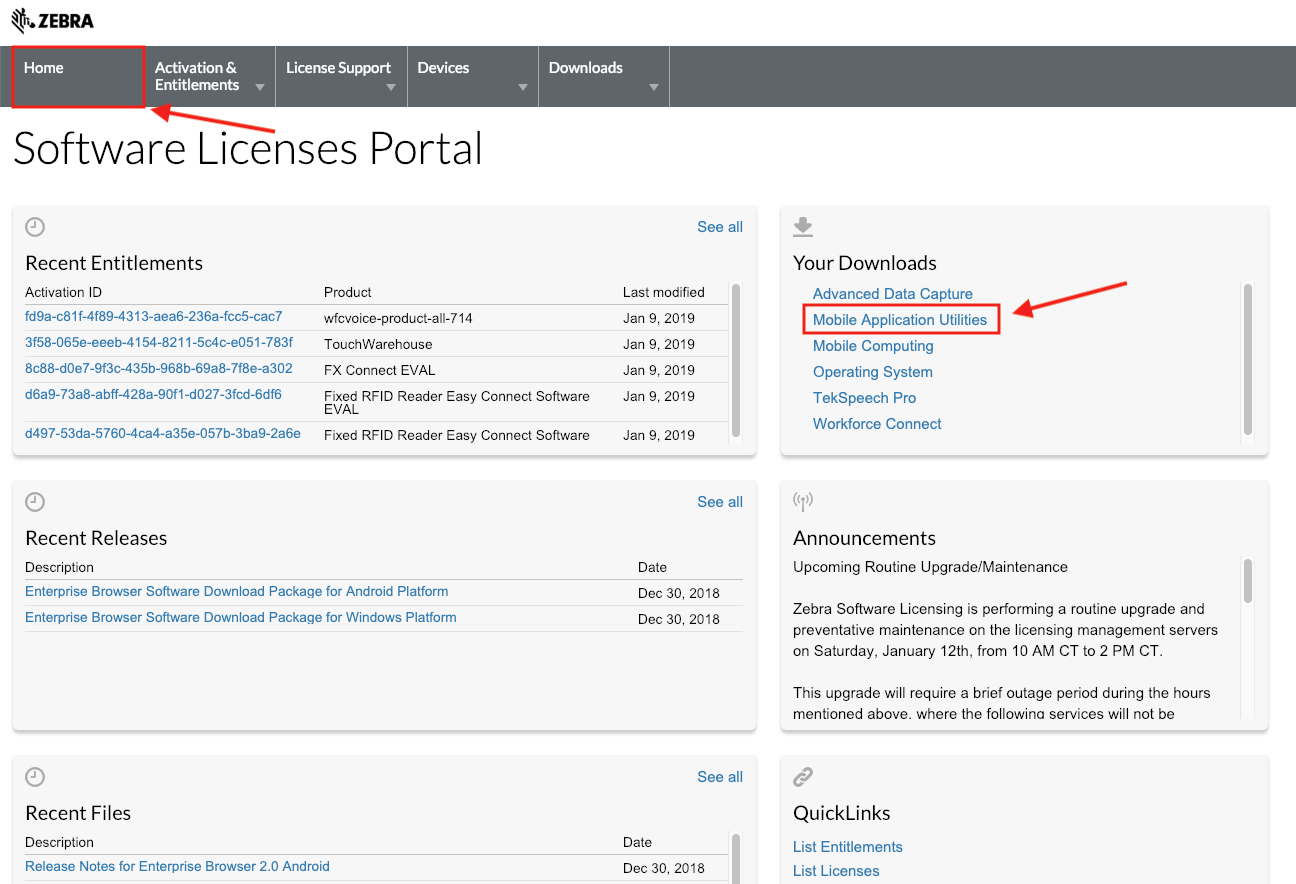 ZEBRA
Home
Activation &
Entitlements
License Support
Devices
Downloads
Software Licenses Portal
See all
Recent Entitlements
Activation ID Product Last modified
fd9a-c81f-4f89-4313-aea6-236a-fcc5-cac7 wfcvoice-product-all-714 Jan 9, 2019
3f58-065e-eeeb-4154-8211-5c4c-e051-783f TouchWarehouse Jan 9, 2019
8c88-d0e7-9f3c-435b-968b-69a8-7f8e-a302 FX Connect EVAL Jan 9, 2019
d6a9-73a8-abff-428a-90f1-d027-3fcd-6df6 Fixed RFID Reader Easy Connect Software Jan 9, 2019
EVAL
d497-53da-5760-4ca4-a35e-057b-3ba9-2a6e Fixed RFID Reader Easy Connect Software Jan 9, 2019
Your Downloads
Advanced Data Capture
Mobile Application Utilities
Mobile Computing
Operating System
TekSpeech Pro
Workforce Connect
See all
Recent Releases
Description Date
Enterprise Browser Software Download Package for Android Platform Dec 30, 2018
Enterprise Browser Software Download Package for Windows Platform Dec 30, 2018
Announcements
Upcoming Routine Upgrade/Maintenance
Zebra Software Licensing is performing a routine upgrade and
preventative maintenance on the licensing management servers
on Saturday, January 12th, from 10 AM CT to 2 PM CT.
This upgrade will require a brief outage period during the hours
mentioned above, where the following services will not be
See all
Recent Files
Description Date
Release Notes for Enterprise Browser 2.0 Android Dec 30, 2018
QuickLinks
List Entitlements
List Licenses